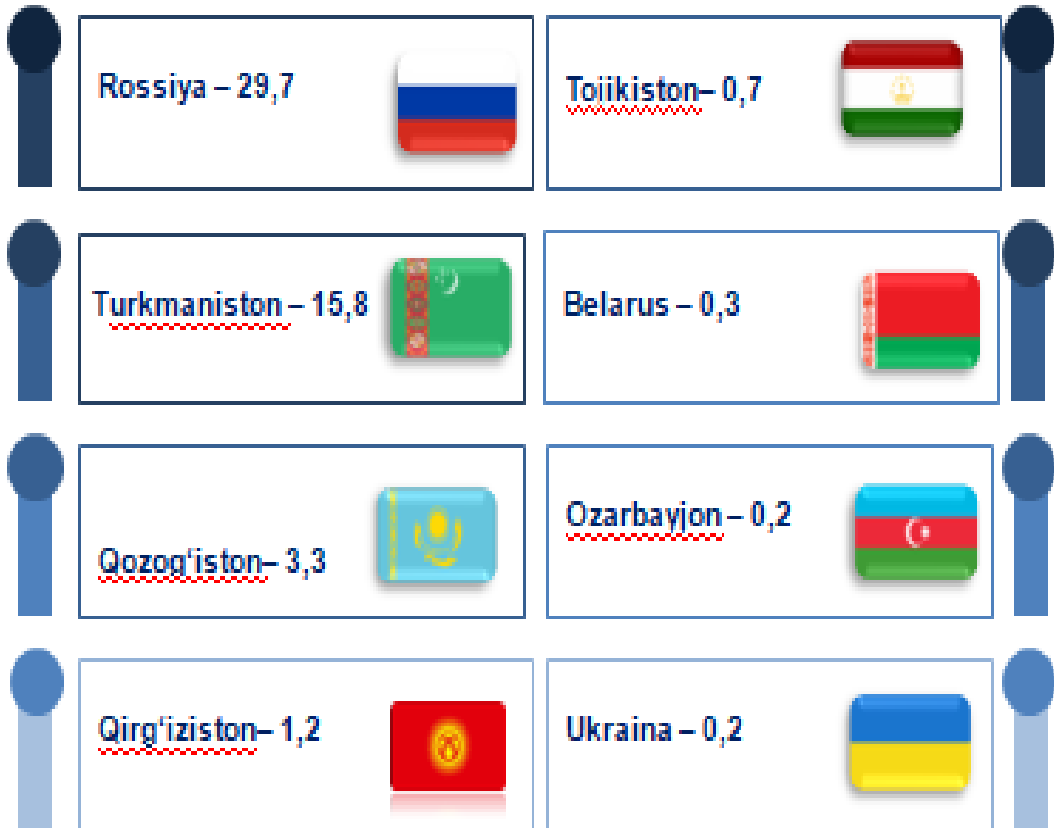 Rossiya – 29,7
Tojikiston– 0,7
Turkmaniston – 15,8
Belarus – 0,3
Qozog‘iston– 3,3
Ozarbayjon – 0,2
Qirg‘iziston– 1,2
Ukraina – 0,2